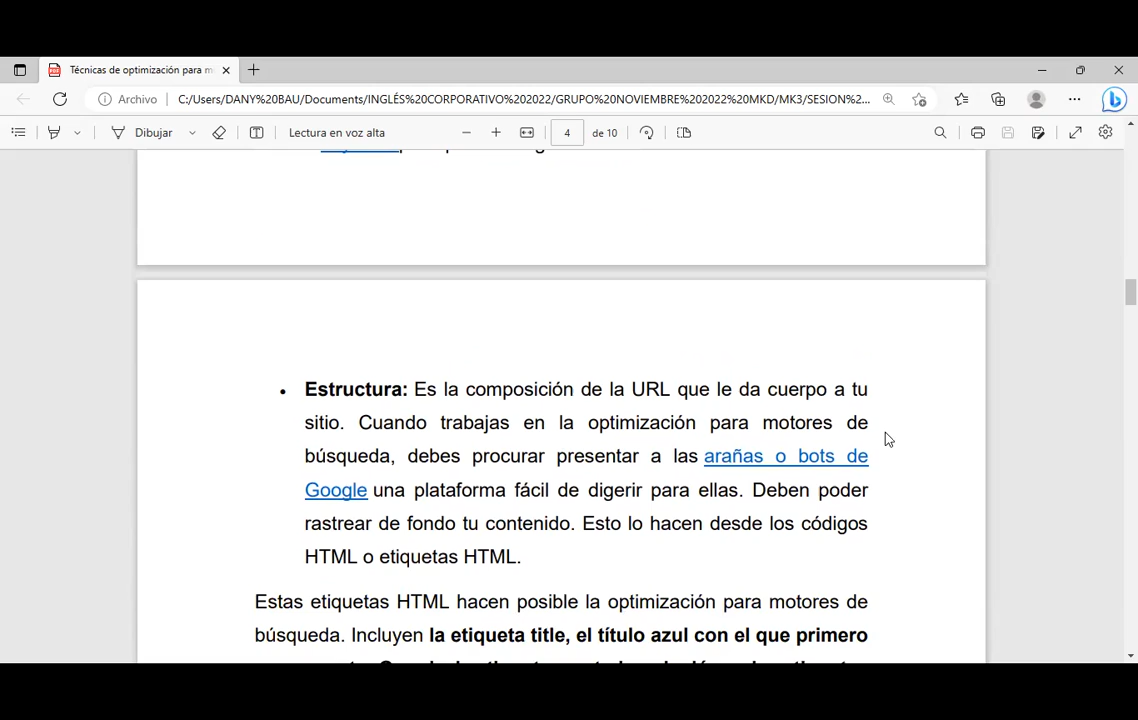 Técnicas de optimización para m
Archivo
C:/Users/DANY%20BAU/Documents/INGLÉS%20CORPORATIVO%202022/GRUPO%20NOVIEMBRE%202022%20MKD/MK3/SESION%2...
Dibujar
Lectura en voz alta
4
de 10
• Estructura: Es la composición de la URL que le da cuerpo a tu
sitio. Cuando trabajas en la optimización para motores de
búsqueda, debes procurar presentar a las arañas o bots de
Google una plataforma fácil de digerir para ellas. Deben poder
rastrear de fondo tu contenido. Esto lo hacen desde los códigos
HTML o etiquetas HTML.
Estas etiquetas HTML hacen posible la optimización para motores de
búsqueda. Incluyen la etiqueta title, el título azul con el que primero